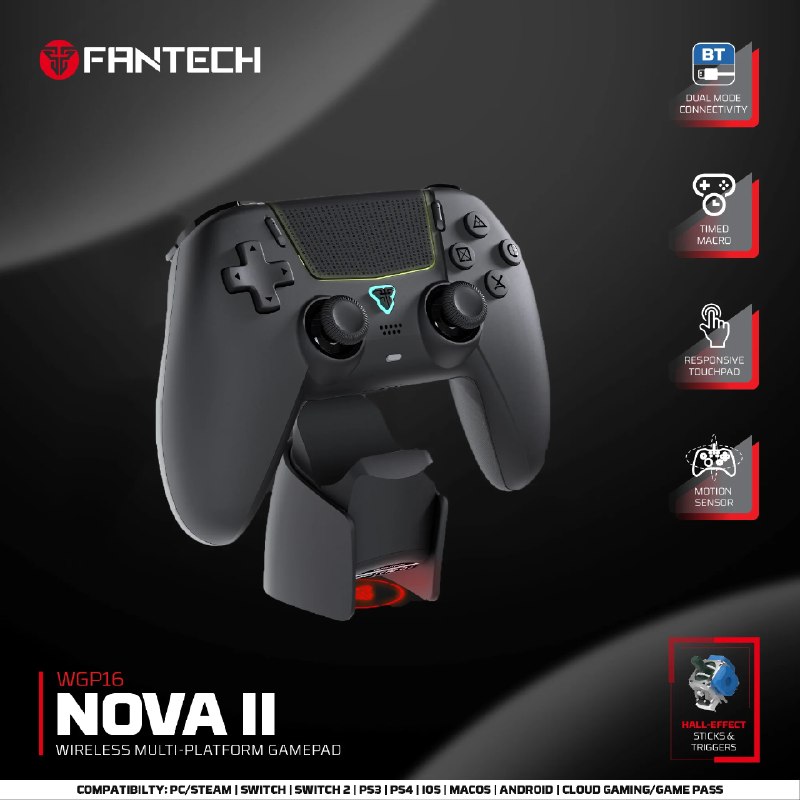 FANTECH
BT
DUAL MODE
CONNECTIVITY
TIMED
MACRO
RESPONSIVE
TOUCHPAD
MOTION
SENSOR
HALL-EFFECT
STICKS &
TRIGGERS
WGP16
NOVA II
WIRELESS MULTI-PLATFORM GAMEPAD
COMPATIBILTY: PC/STEAM | SWITCH | SWITCH 2 | PS3 | PS4 | IOS | MACOS | ANDROID | CLOUD GAMING/GAME PASS